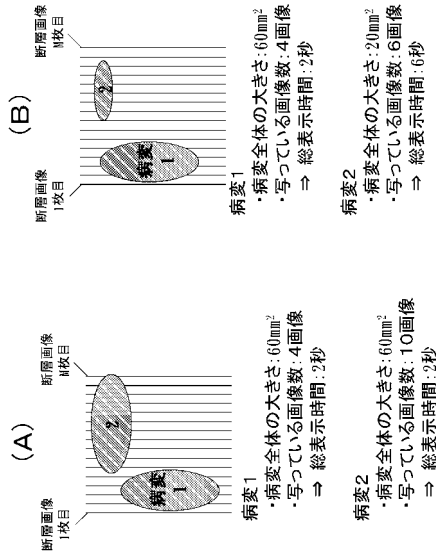 (A)
断層画像
1枚目
断層画像
M枚目
病変
1
2
病変1
・病変全体の大きさ:60mm²
・写っている画像数:4画像
⇒ 総表示時間:2秒
病変2
・病変全体の大きさ:60mm²
・写っている画像数:10画像
⇒ 総表示時間:2秒
(B)
断層画像
1枚目
断層画像
M枚目
病変
1
2
病変1
・病変全体の大きさ:60mm²
・写っている画像数:4画像
⇒ 総表示時間:2秒
病変2
・病変全体の大きさ:20mm²
・写っている画像数:6画像
⇒ 総表示時間:6秒